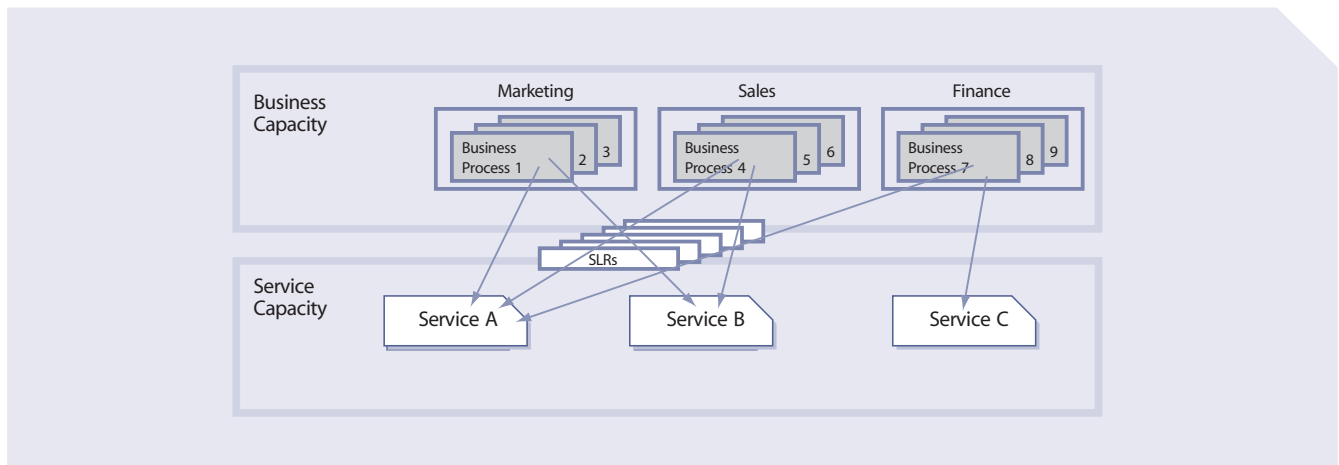 Business
Capacity
Marketing
Sales
Finance
Business
Process 1
2
3
Business
Process 4
5
6
Business
Process 7
8
9
SLRs
Service
Capacity
Service A
Service B
Service C